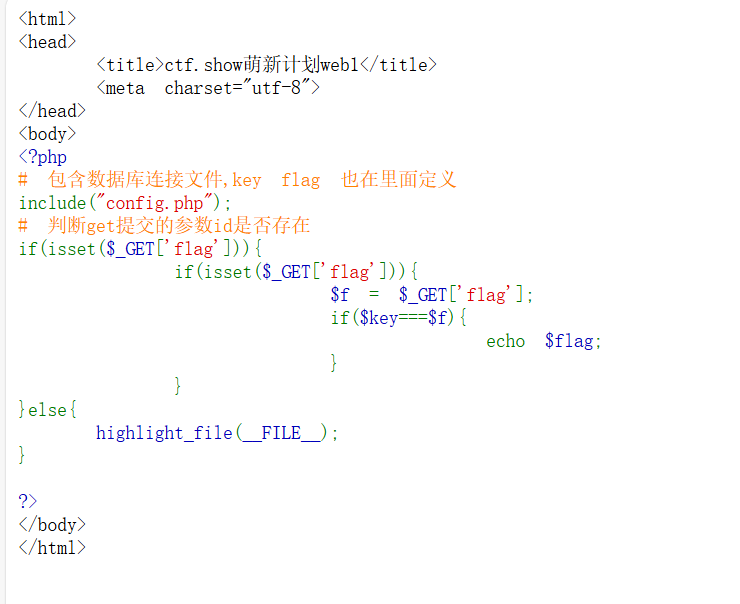 <html>
<head>
        <title>ctf.show萌新计划web1</title>
        <meta  charset="utf-8">
</head>
<body>
<?php
#  包含数据库连接文件,key  flag  也在里面定义
include("config.php");
#  判断get提交的参数id是否存在
if(isset($_GET['flag'])){
                if(isset($_GET['flag'])){
                                $f  =  $_GET['flag'];
                                if($key===$f){
                                                echo  $flag;
                                }
                }
}else{
        highlight_file(__FILE__);
}

?>
</body>
</html>